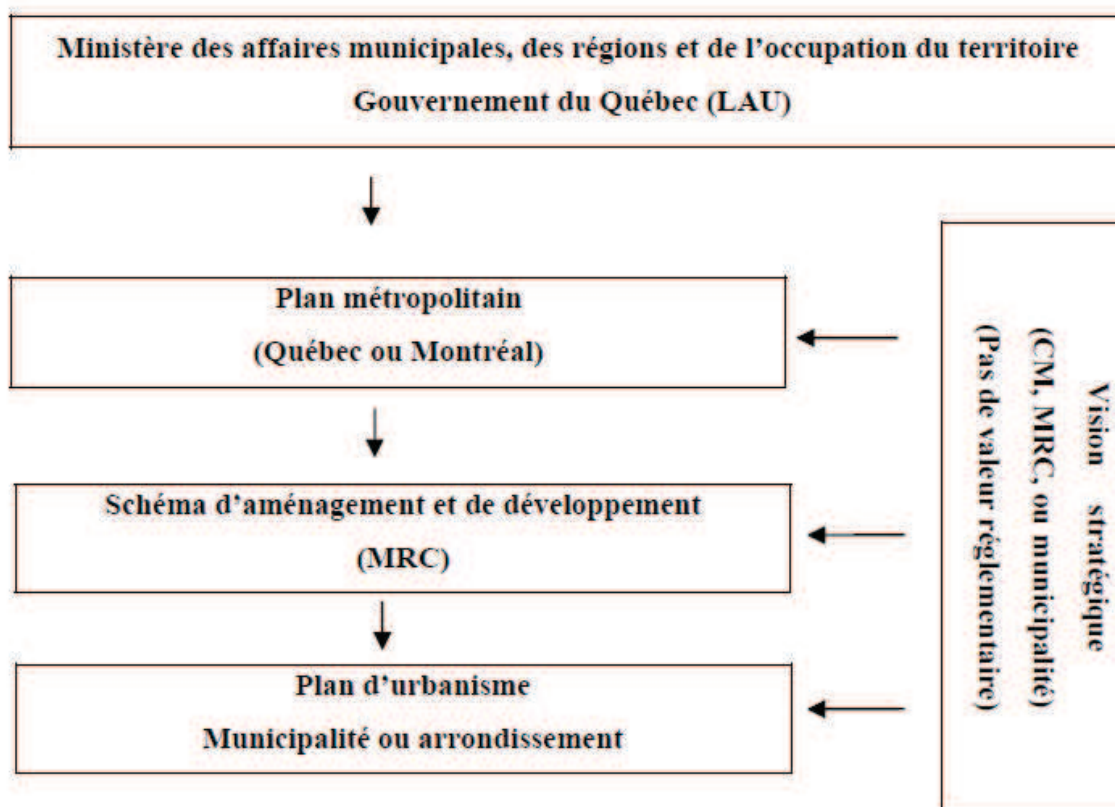 Ministère des affaires municipales, des régions et de l'occupation du territoire
Gouvernement du Québec (LAU)
Plan métropolitain
(Québec ou Montréal)
Schéma d'aménagement et de développement
(MRC)
Plan d'urbanisme
Municipalité ou arrondissement
Vision stratégique
(CM, MRC, ou municipalité)
(Pas de valeur réglementaire)